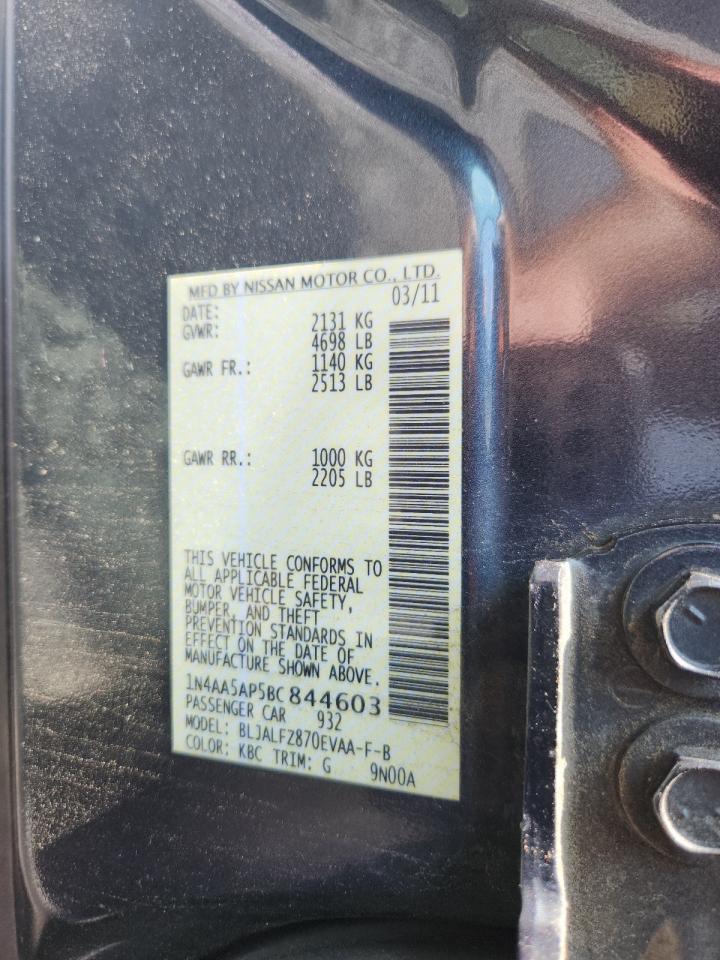 MFD BY NISSAN MOTOR CO., LTD.
DATE: 03/11
GVWR: 2131 KG
4698 LB
GAWR FR.: 1140 KG
2513 LB
GAWR RR.: 1000 KG
2205 LB
THIS VEHICLE CONFORMS TO
ALL APPLICABLE FEDERAL
MOTOR VEHICLE SAFETY,
BUMPER, AND THEFT
PREVENTION STANDARDS IN
EFFECT ON THE DATE OF
MANUFACTURE SHOWN ABOVE.
1N4AA5AP5BC844603
PASSENGER CAR 932
MODEL: BLJALFZ870EVAA-F-B
COLOR: KBC TRIM: G 9N00A